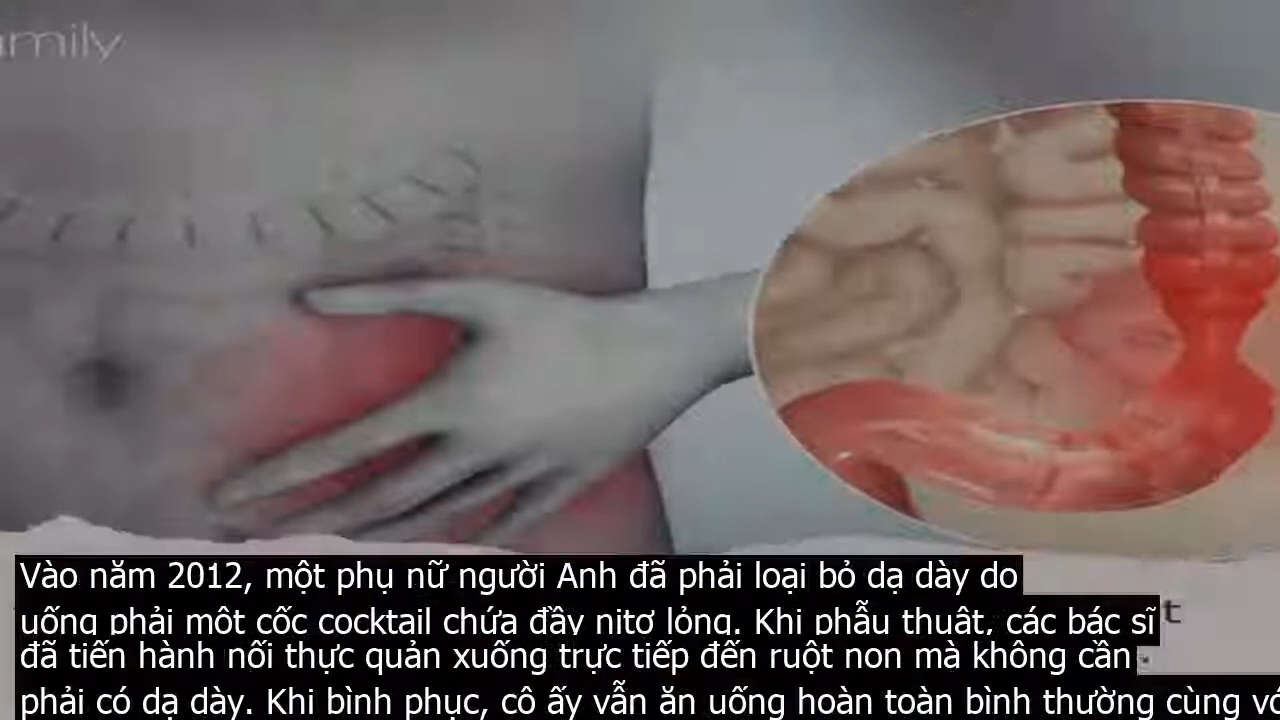 mily
Vào năm 2012, một phụ nữ người Anh đã phải loại bỏ dạ dày do
uống phải một cốc cocktail chứa đầy nitơ lỏng. Khi phẫu thuật, các bác sĩ
t
đã tiến hành nối thực quản xuống trực tiếp đến ruột non mà không cần
phải có dạ dày. Khi bình phục, cô ấy vẫn ăn uống hoàn toàn bình thường cùng vớ